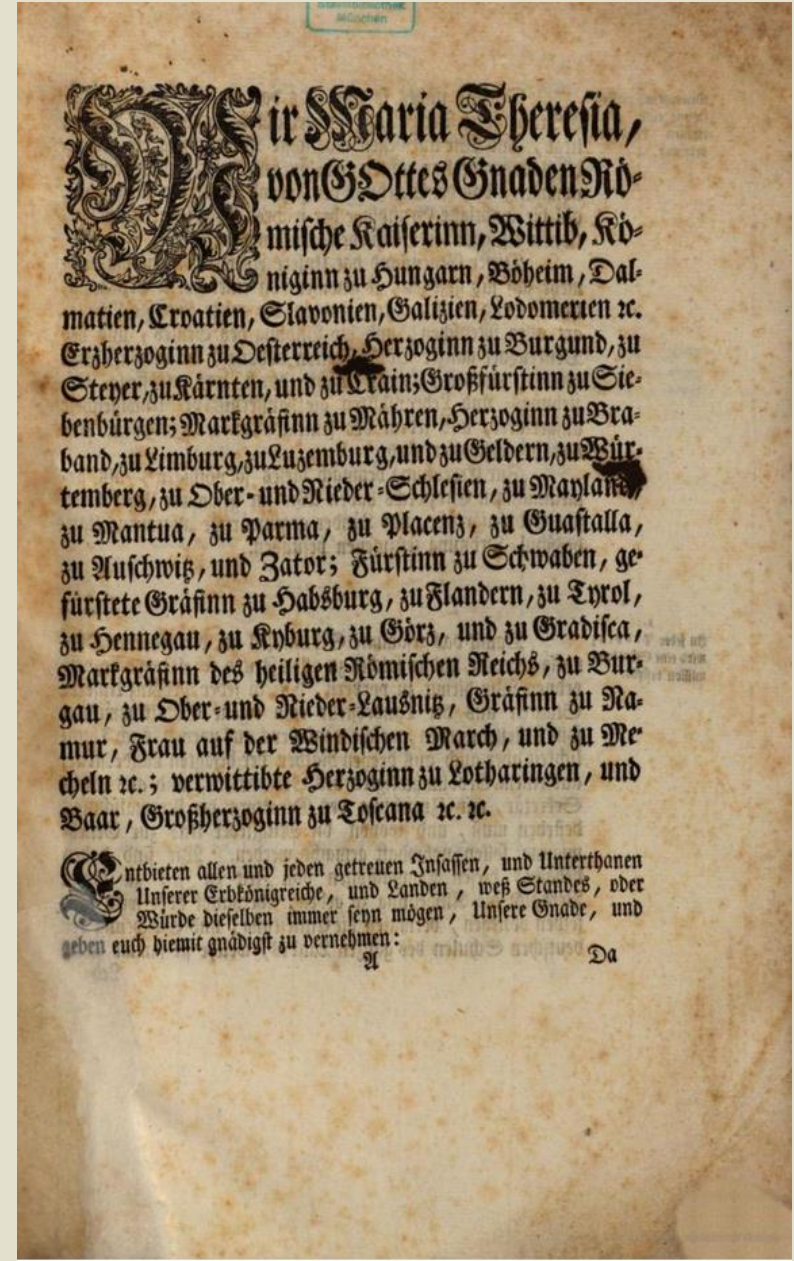 Staatsbibliothek
München
Wir Maria Theresia,
von GOttes Gnaden Rö-
mische Kaiserinn, Wittib, Kö-
niginn zu Hungarn, Böheim, Dal-
matien, Croatien, Slavonien, Galizien, Lodomerien ꝛc.
Erzherzoginn zu Oesterreich, Herzoginn zu Burgund, zu
Steyer, zu Kärnten, und zu Crain; Großfürstinn zu Sie-
benbürgen; Markgräfinn zu Mähren, Herzoginn zu Bra-
band, zu Limburg, zu Luzemburg, und zu Geldern, zu Wür-
temberg, zu Ober- und Nieder-Schlesien, zu Mayland,
zu Mantua, zu Parma, zu Placenz, zu Guastalla,
zu Auschwitz, und Zator; Fürstinn zu Schwaben, ge-
fürstete Gräfinn zu Habsburg, zu Flandern, zu Tyrol,
zu Hennegau, zu Kyburg, zu Görz, und zu Gradisca,
Markgräfinn des heiligen Römischen Reichs, zu Bur-
gau, zu Ober- und Nieder-Lausnitz, Gräfinn zu Na-
mur, Frau auf der Windischen March, und zu Me-
cheln ꝛc.; verwittibte Herzoginn zu Lotharingen, und
Baar, Großherzoginn zu Toscana ꝛc. ꝛc.
Entbieten allen und jeden getreuen Insassen, und Unterthanen
Unserer Erbkönigreiche, und Landen, weß Standes, oder
Würde dieselben immer seyn mögen, Unsere Gnade, und
geben euch hiemit gnädigst zu vernehmen:
A Da